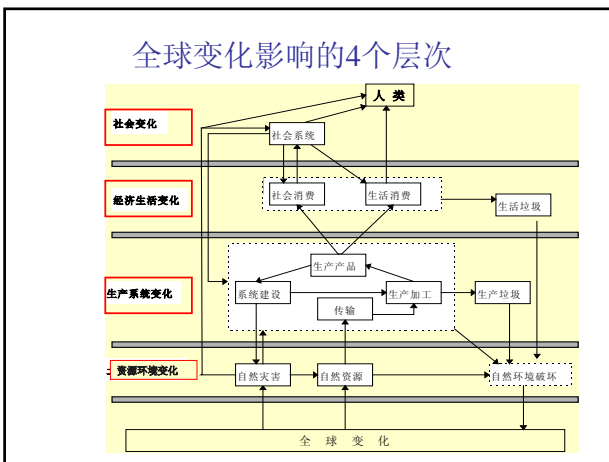 全球变化影响的4个层次
人 类
社会变化
社会系统
经济生活变化
社会消费
生活消费
生活垃圾
生产产品
生产系统变化
系统建设
生产加工
生产垃圾
传输
资源环境变化
自然灾害
自然资源
自然环境破坏
全 球 变 化